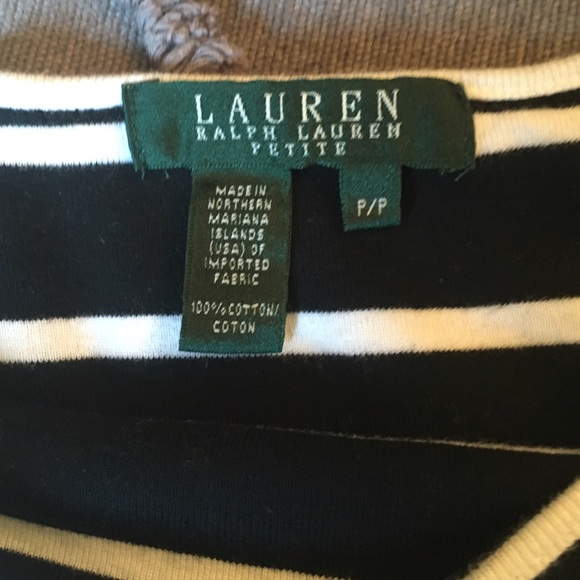 LAUREN
RALPH LAUREN
PETITE
P/P
MADE IN
NORTHERN
MARIANA
ISLANDS
(USA) OF
IMPORTED
FABRIC
100% COTTON/
COTON